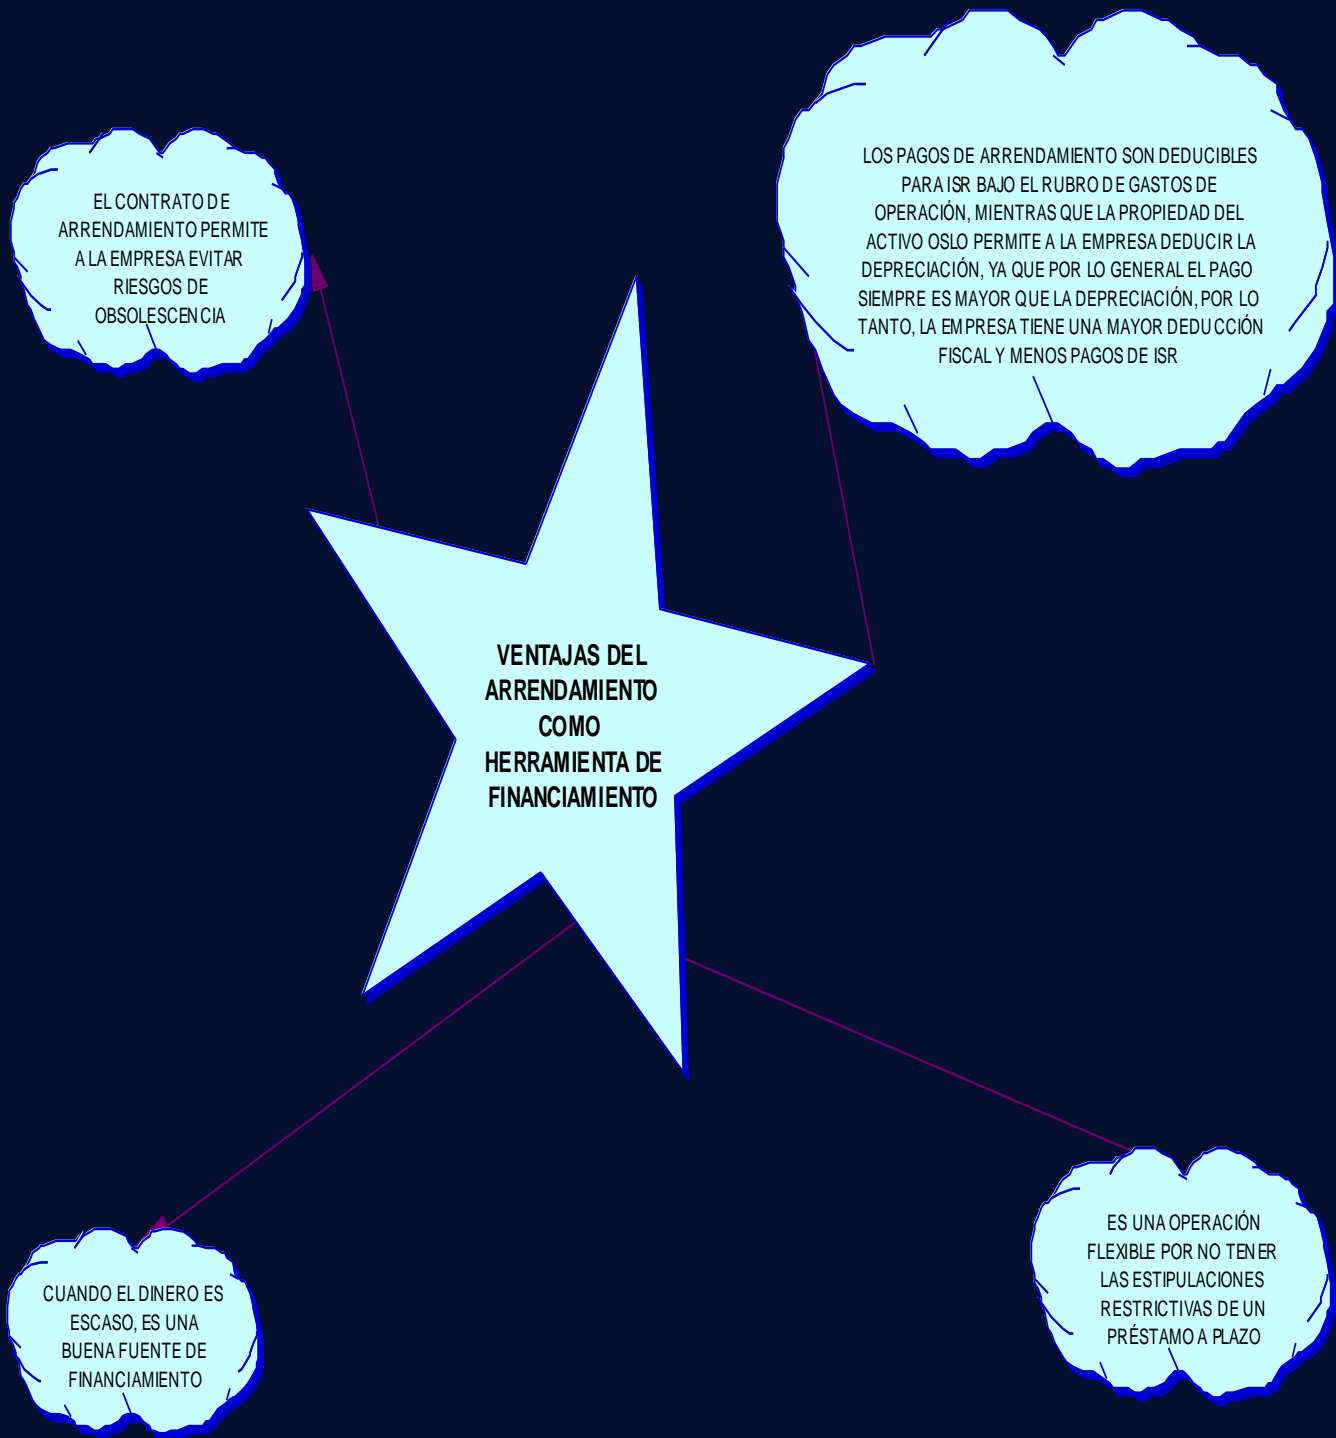 EL CONTRATO DE
ARRENDAMIENTO PERMITE
A LA EMPRESA EVITAR
RIESGOS DE
OBSOLESCENCIA
LOS PAGOS DE ARRENDAMIENTO SON DEDUCIBLES
PARA ISR BAJO EL RUBRO DE GASTOS DE
OPERACIÓN, MIENTRAS QUE LA PROPIEDAD DEL
ACTIVO OSLO PERMITE A LA EMPRESA DEDUCIR LA
DEPRECIACIÓN, YA QUE POR LO GENERAL EL PAGO
SIEMPRE ES MAYOR QUE LA DEPRECIACIÓN, POR LO
TANTO, LA EMPRESA TIENE UNA MAYOR DEDUCCIÓN
FISCAL Y MENOS PAGOS DE ISR
VENTAJAS DEL
ARRENDAMIENTO
COMO
HERRAMIENTA DE
FINANCIAMIENTO
CUANDO EL DINERO ES
ESCASO, ES UNA
BUENA FUENTE DE
FINANCIAMIENTO
ES UNA OPERACIÓN
FLEXIBLE POR NO TENER
LAS ESTIPULACIONES
RESTRICTIVAS DE UN
PRÉSTAMO A PLAZO